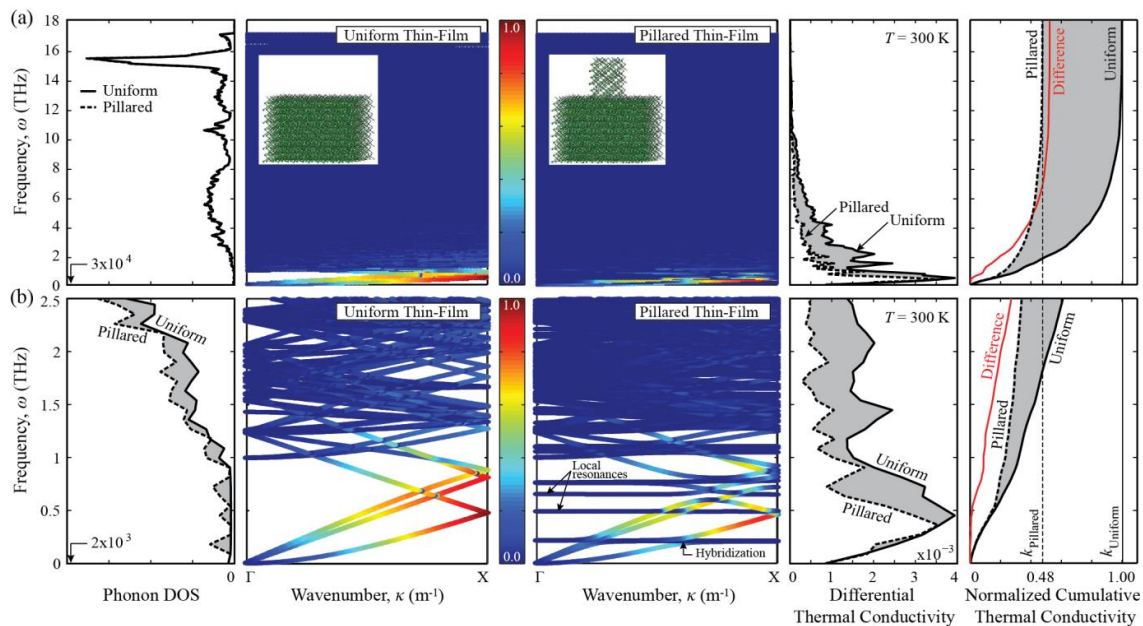 (a)
18
16
14
12
10
8
6
4
2
0
Frequency, ω (THz)
Uniform
Pillared
3x10⁴
Uniform Thin-Film
1.0
0.0
Pillared Thin-Film
T = 300 K
Pillared
Uniform
Pillared
Difference
Uniform
(b)
2.5
2
1.5
1
0.5
0
Frequency, ω (THz)
Uniform
Pillared
2x10³
0
Phonon DOS
Uniform Thin-Film
Γ
X
Wavenumber, κ (m⁻¹)
1.0
0.0
Pillared Thin-Film
Local
resonances
Hybridization
Γ
X
Wavenumber, κ (m⁻¹)
T = 300 K
Uniform
Pillared
x10⁻³
0 1 2 3 4
Differential
Thermal Conductivity
Difference
Pillared
Uniform
k Pillared
k Uniform
0 0.48 1.00
Normalized Cumulative
Thermal Conductivity